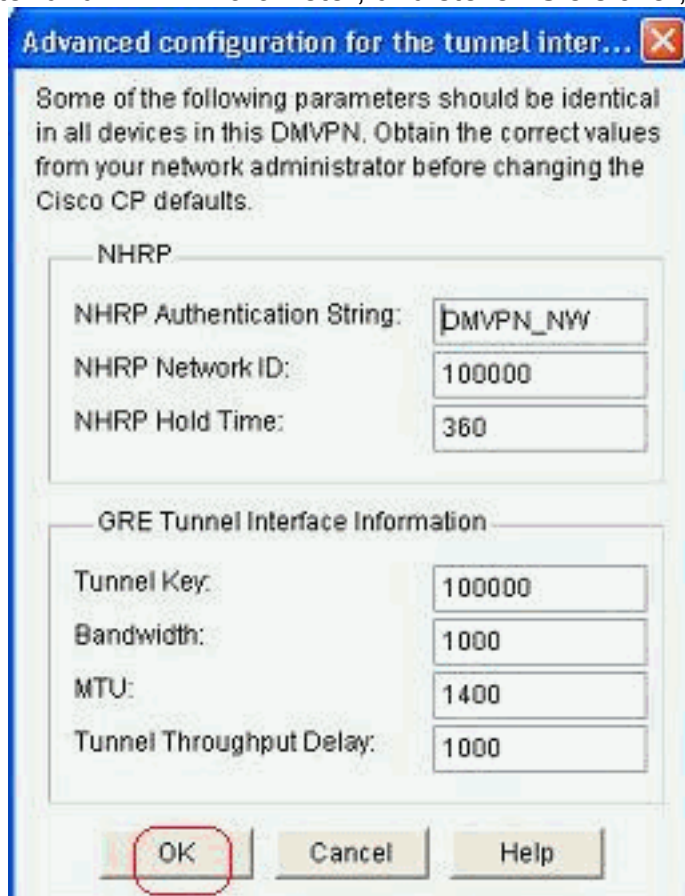 Advanced configuration for the tunnel inter...
Some of the following parameters should be identical
in all devices in this DMVPN. Obtain the correct values
from your network administrator before changing the
Cisco CP defaults.
NHRP
NHRP Authentication String: DMVPN_NW
NHRP Network ID: 100000
NHRP Hold Time: 360
GRE Tunnel Interface Information
Tunnel Key: 100000
Bandwidth: 1000
MTU: 1400
Tunnel Throughput Delay: 1000
OK Cancel Help